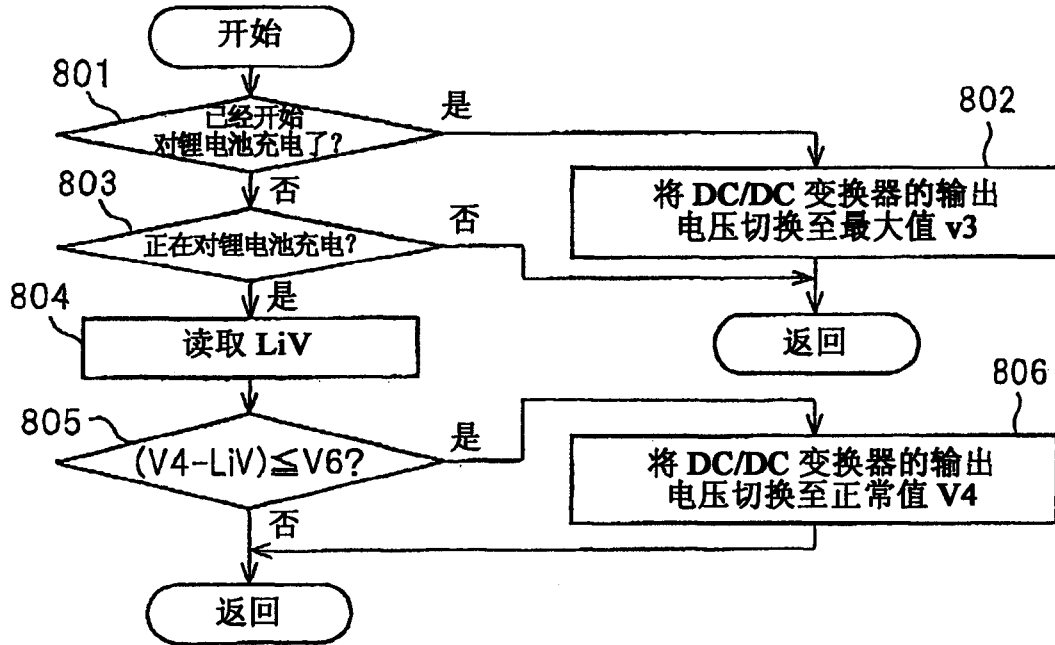 开始
801
已经开始
对锂电池充电了?
是
802
将 DC/DC 变换器的输出
电压切换至最大值 v3
否
803
正在对锂电池充电?
否
是
返回
804
读取 LiV
805
(V4-LiV)≦V6?
是
806
将 DC/DC 变换器的输出
电压切换至正常值 V4
否
返回